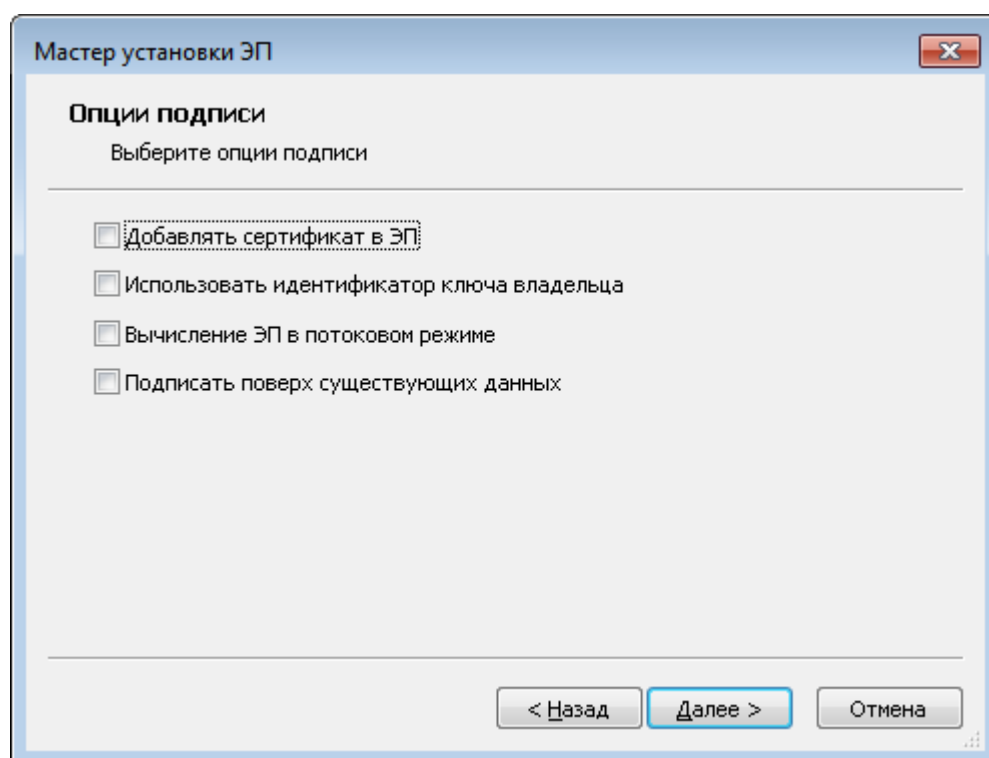 Мастер установки ЭП
Опции подписи
Выберите опции подписи
Добавлять сертификат в ЭП
Использовать идентификатор ключа владельца
Вычисление ЭП в потоковом режиме
Подписать поверх существующих данных
< Назад
Далее >
Отмена